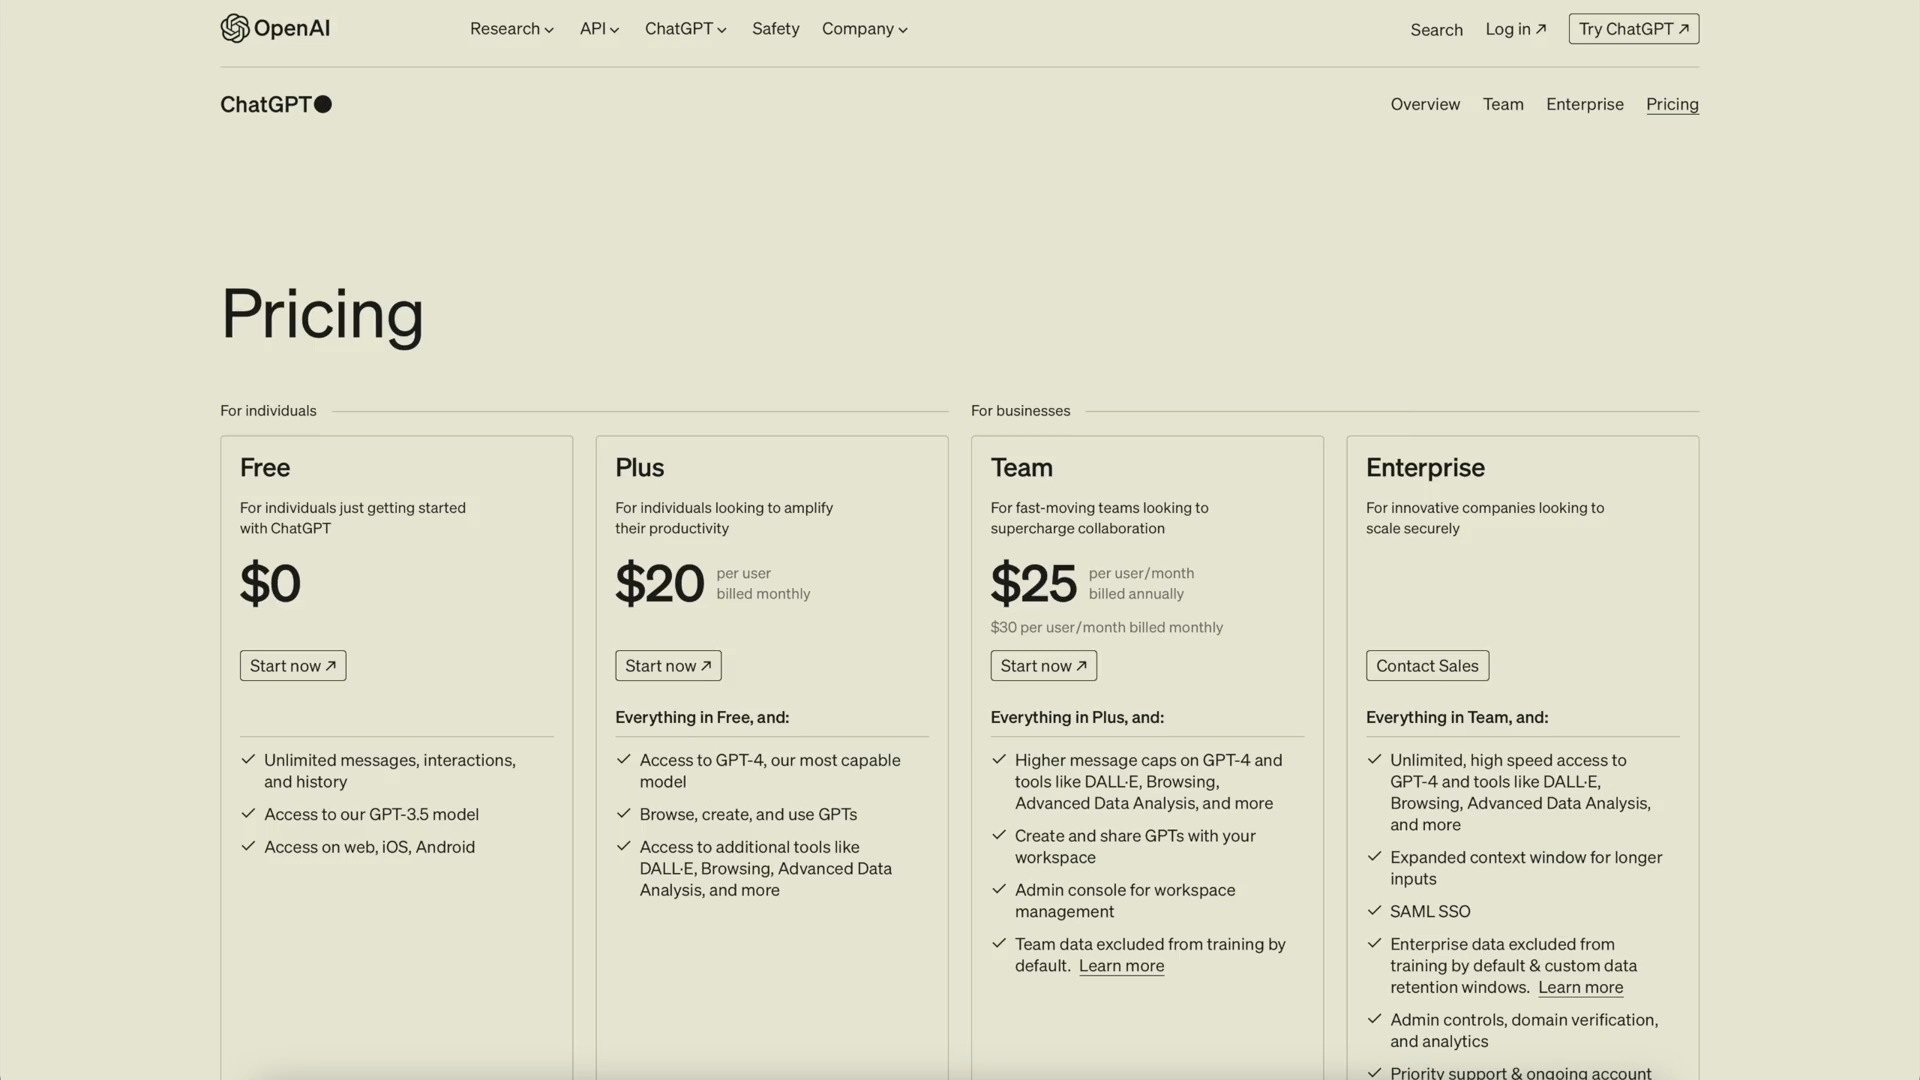 OpenAI
Research
API
ChatGPT
Safety
Company
Search
Log in ↗
Try ChatGPT ↗
ChatGPT
Overview
Team
Enterprise
Pricing
Pricing
For individuals
For businesses
Free
For individuals just getting started
with ChatGPT
$0
Start now ↗
Unlimited messages, interactions,
and history
Access to our GPT-3.5 model
Access on web, iOS, Android
Plus
For individuals looking to amplify
their productivity
$20
per user
billed monthly
Start now ↗
Everything in Free, and:
Access to GPT-4, our most capable
model
Browse, create, and use GPTs
Access to additional tools like
DALL·E, Browsing, Advanced Data
Analysis, and more
Team
For fast-moving teams looking to
supercharge collaboration
$25
per user/month
billed annually
$30 per user/month billed monthly
Start now ↗
Everything in Plus, and:
Higher message caps on GPT-4 and
tools like DALL·E, Browsing,
Advanced Data Analysis, and more
Create and share GPTs with your
workspace
Admin console for workspace
management
Team data excluded from training by
default. Learn more
Enterprise
For innovative companies looking to
scale securely
Contact Sales
Everything in Team, and:
Unlimited, high speed access to
GPT-4 and tools like DALL·E,
Browsing, Advanced Data Analysis,
and more
Expanded context window for longer
inputs
SAML SSO
Enterprise data excluded from
training by default & custom data
retention windows. Learn more
Admin controls, domain verification,
and analytics
Priority support & ongoing account